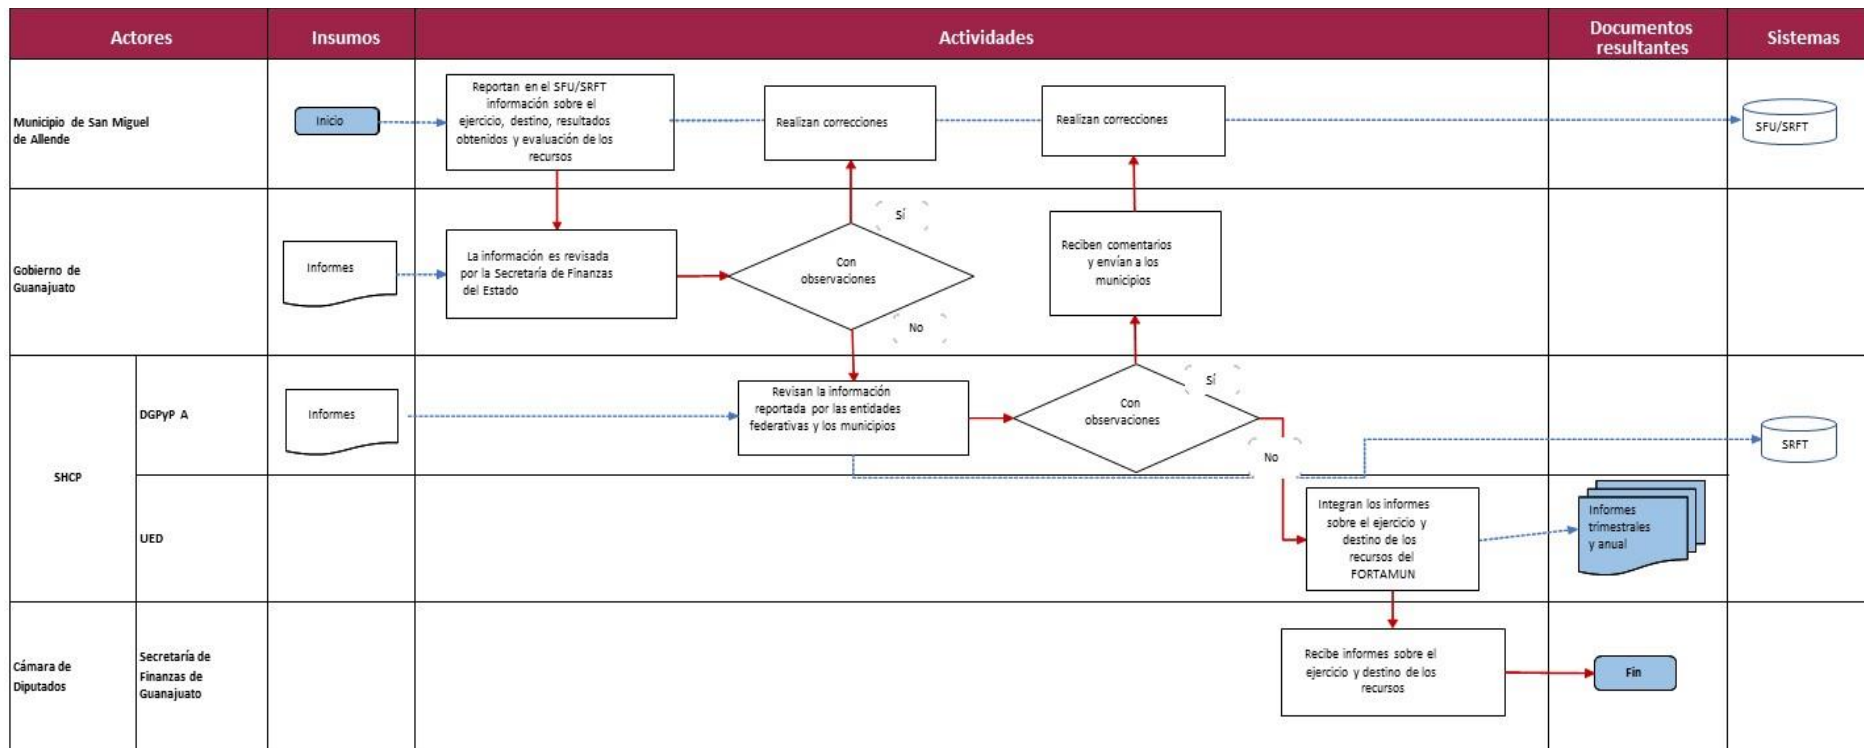 Actores
Insumos
Actividades
Documentos
resultantes
Sistemas
Municipio de San Miguel
de Allende
Inicio
Reportan en el SFU/SRFT
información sobre el
ejercicio, destino, resultados
obtenidos y evaluación de los
recursos
Realizan correcciones
Realizan correcciones
SFU/SRFT
Gobierno de
Guanajuato
Informes
La información es revisada
por la Secretaría de Finanzas
del Estado
Con
observaciones
Sí
No
Reciben comentarios
y envían a los
municipios
SHCP
DGPyP A
Informes
Revisan la información
reportada por las entidades
federativas y los municipios
Con
observaciones
Sí
No
SRFT
UED
Integran los informes
sobre el ejercicio y
destino de los
recursos del
FORTAMUN
Informes
trimestrales
y anual
Cámara de
Diputados
Secretaría de
Finanzas de
Guanajuato
Recibe informes sobre el
ejercicio y destino de los
recursos
Fin